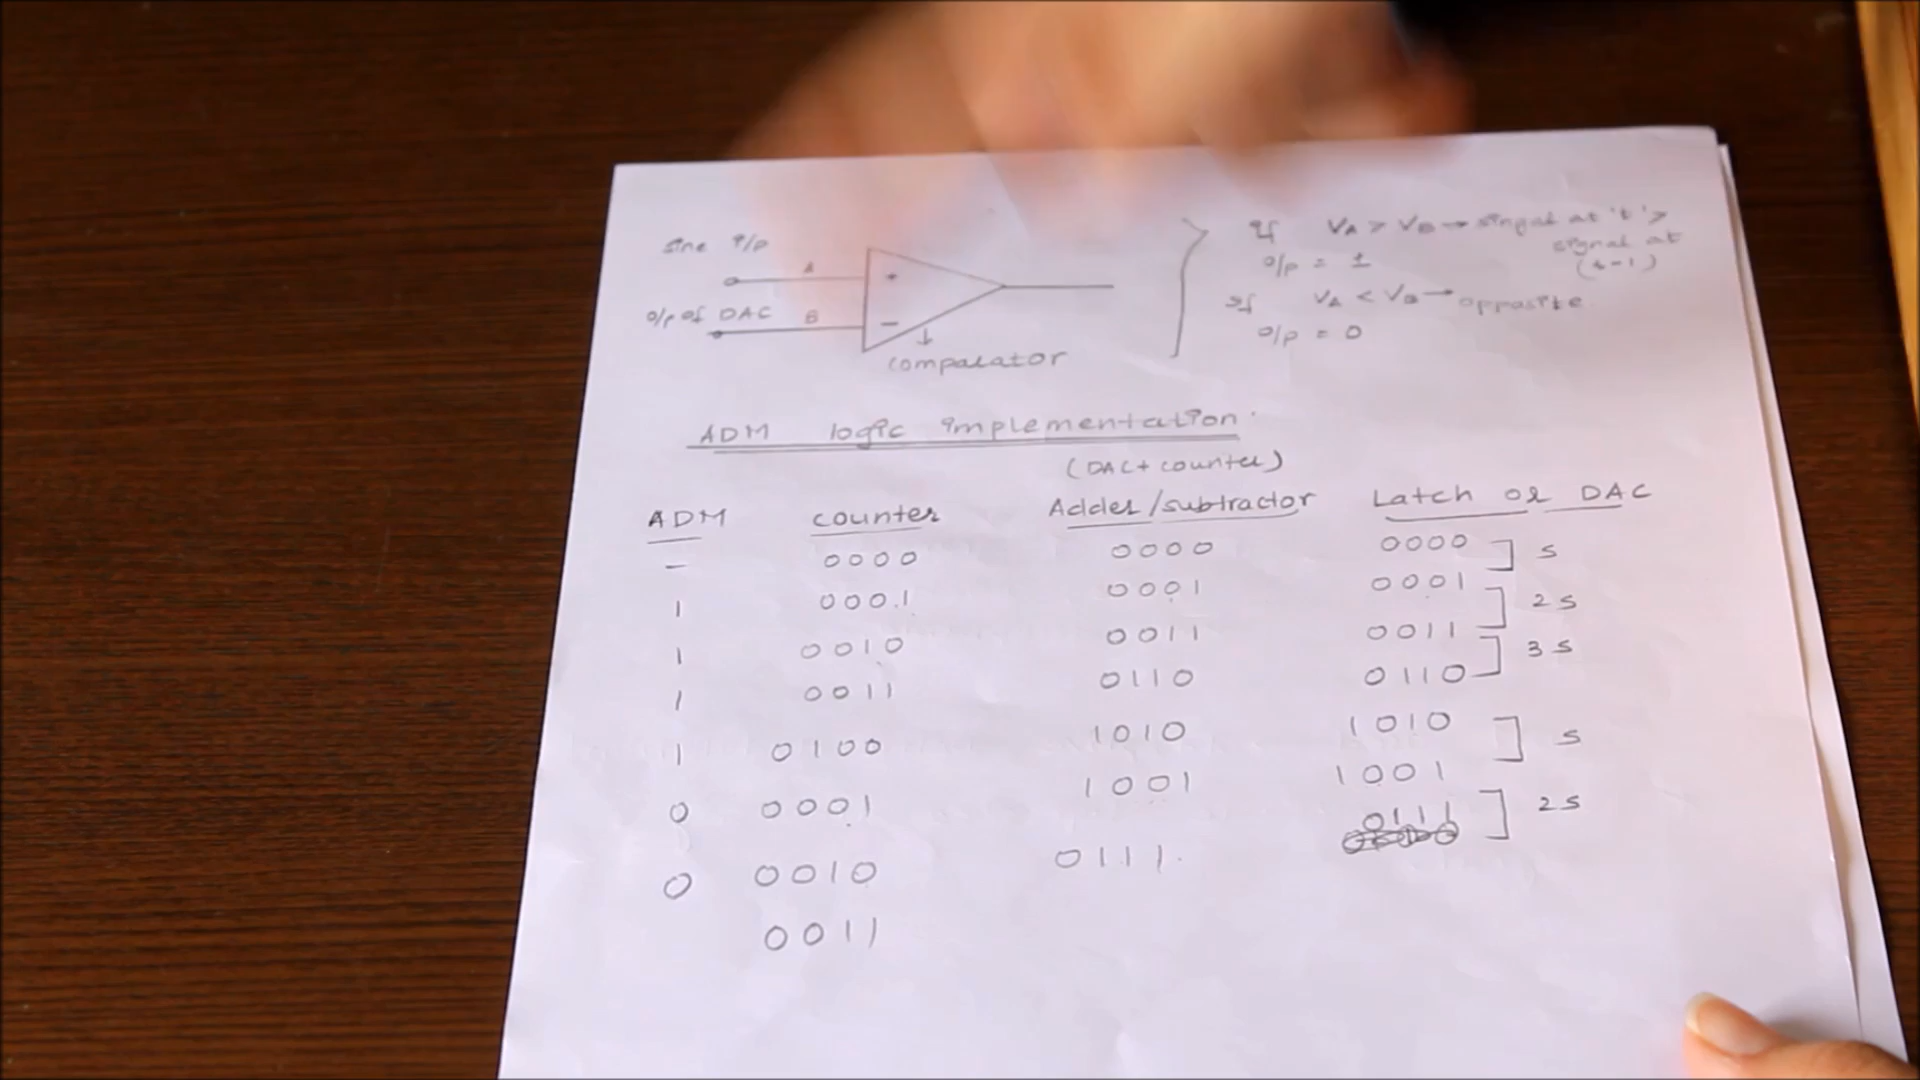 sine i/p
A
+
If VA > VB → singal at 't' >
signal at
(t-1)
o/p = 1
o/p of DAC B
−
comparator
If VA < VB → opposite.
o/p = 0
ADM logic implementation.
(DAC + counter)
ADM counter Adder/subtractor Latch or DAC
— 0000 0000 0000 s
1 0001 0001 0001 2s
1 0010 0011 0011 3s
1 0011 0110 0110
1 0100 1010 1010 s
0 0001 1001 1001
0 0010 0111. 0111 2s
0011